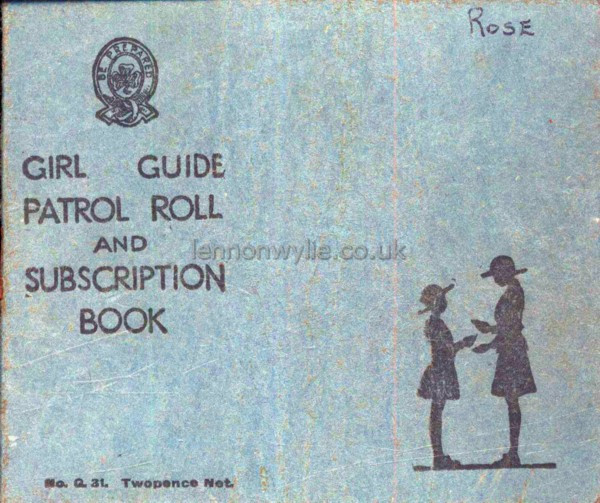 Rose
BE PREPARED
GIRL GUIDE
PATROL ROLL
AND
lennonwylie.co.uk
SUBSCRIPTION
BOOK
No. G. 31. Twopence Net.